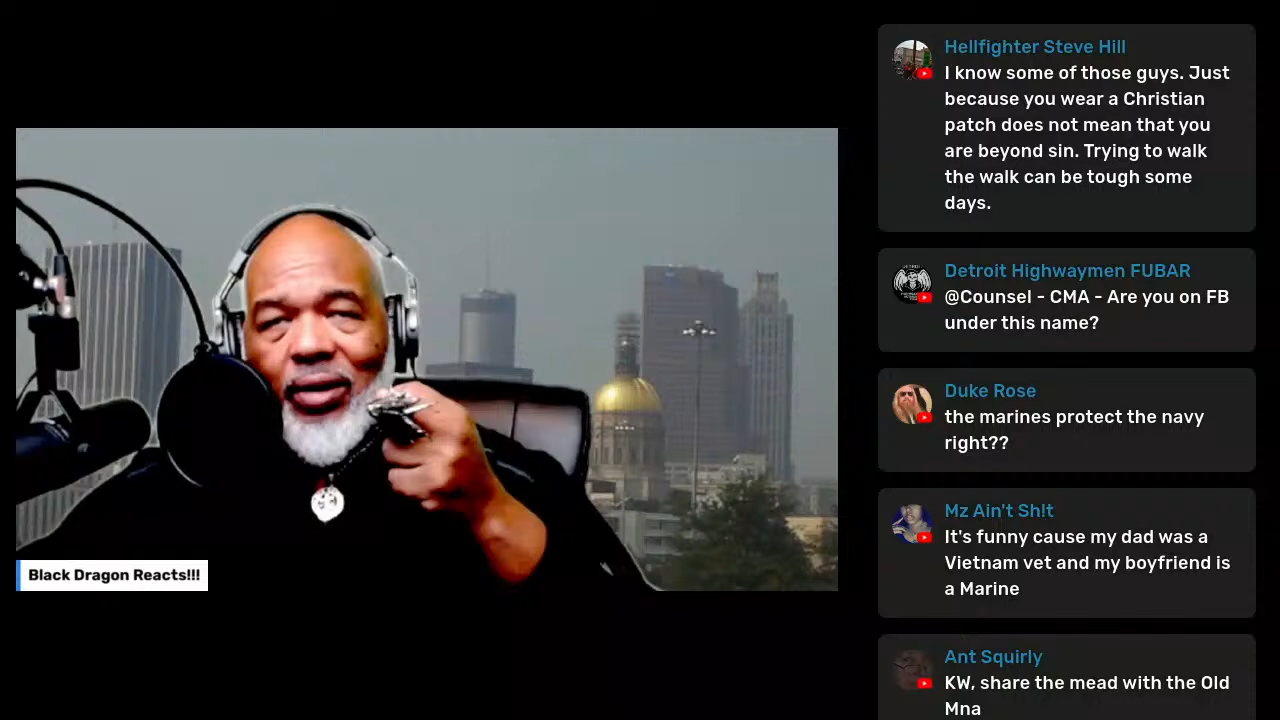 Hellfighter Steve Hill
I know some of those guys. Just
because you wear a Christian
patch does not mean that you
are beyond sin. Trying to walk
the walk can be tough some
days.
Detroit Highwaymen FUBAR
@Counsel - CMA - Are you on FB
under this name?
Duke Rose
the marines protect the navy
right??
Mz Ain't Sh!t
It's funny cause my dad was a
Vietnam vet and my boyfriend is
a Marine
Ant Squirly
KW, share the mead with the Old
Mna
Black Dragon Reacts!!!